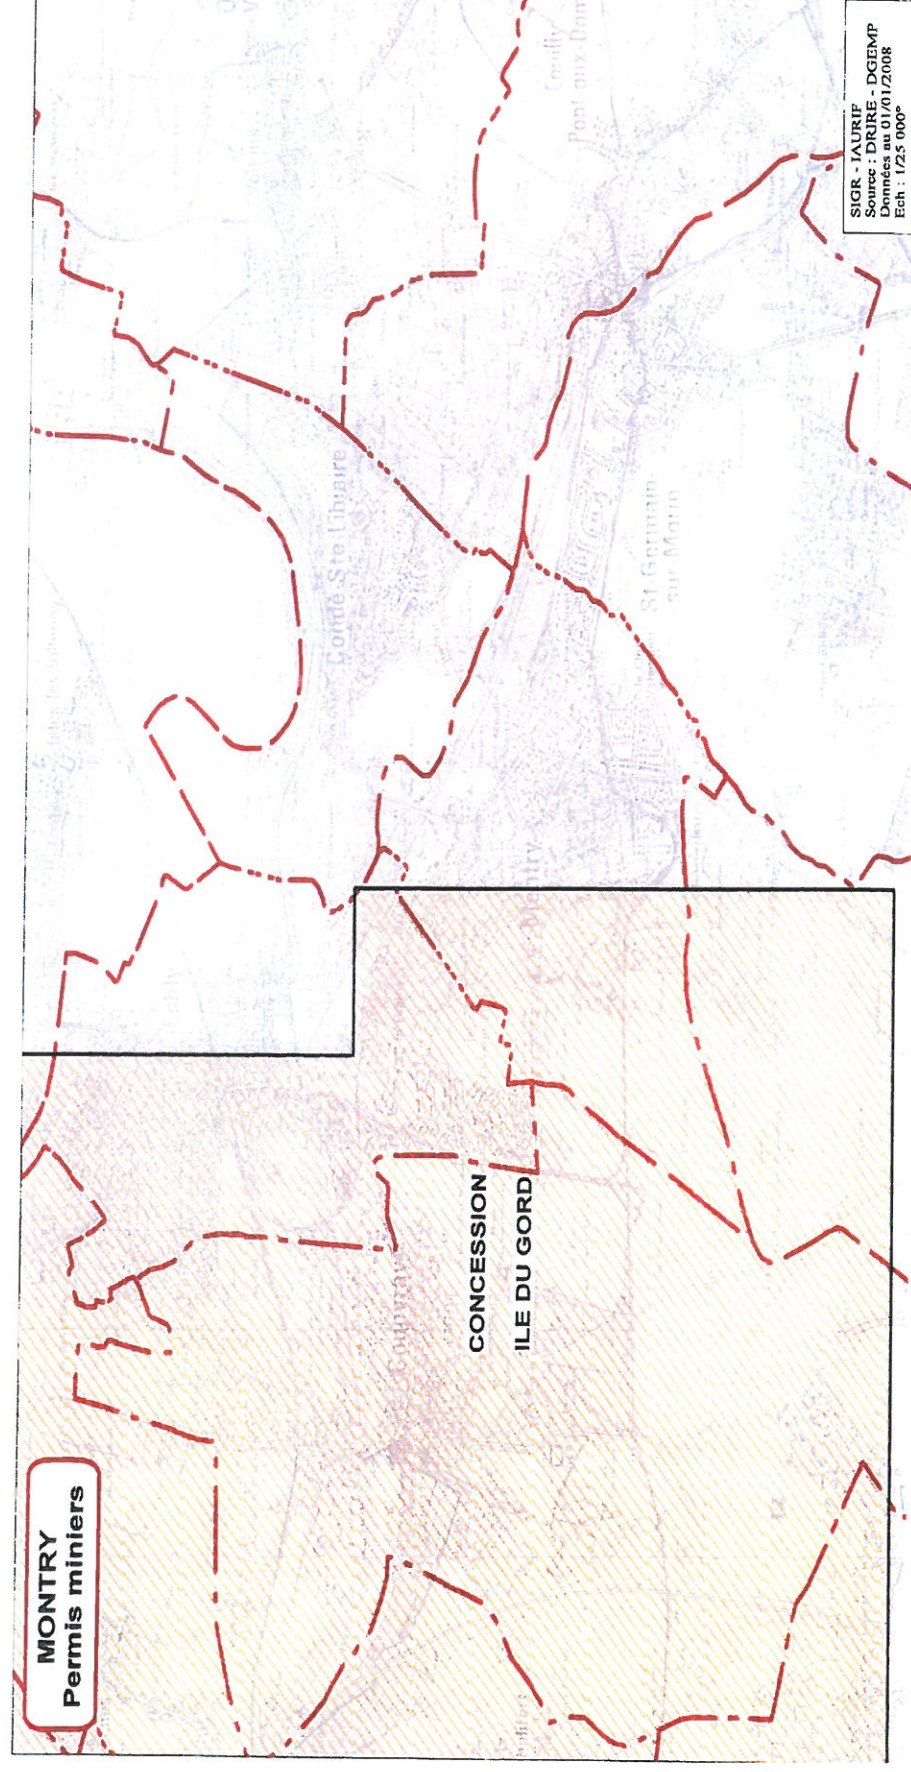 MONTRY
Permis miniers
CONCESSION
ILE DU GORD
Coupvray
Condé Ste Libiaire
Montry
St Germain
sur Morin
Couilly
Pont aux Dam
SIGR - IAURIF
Source : DRIRE - DGEMP
Données au 01/01/2008
Ech : 1/25 000°